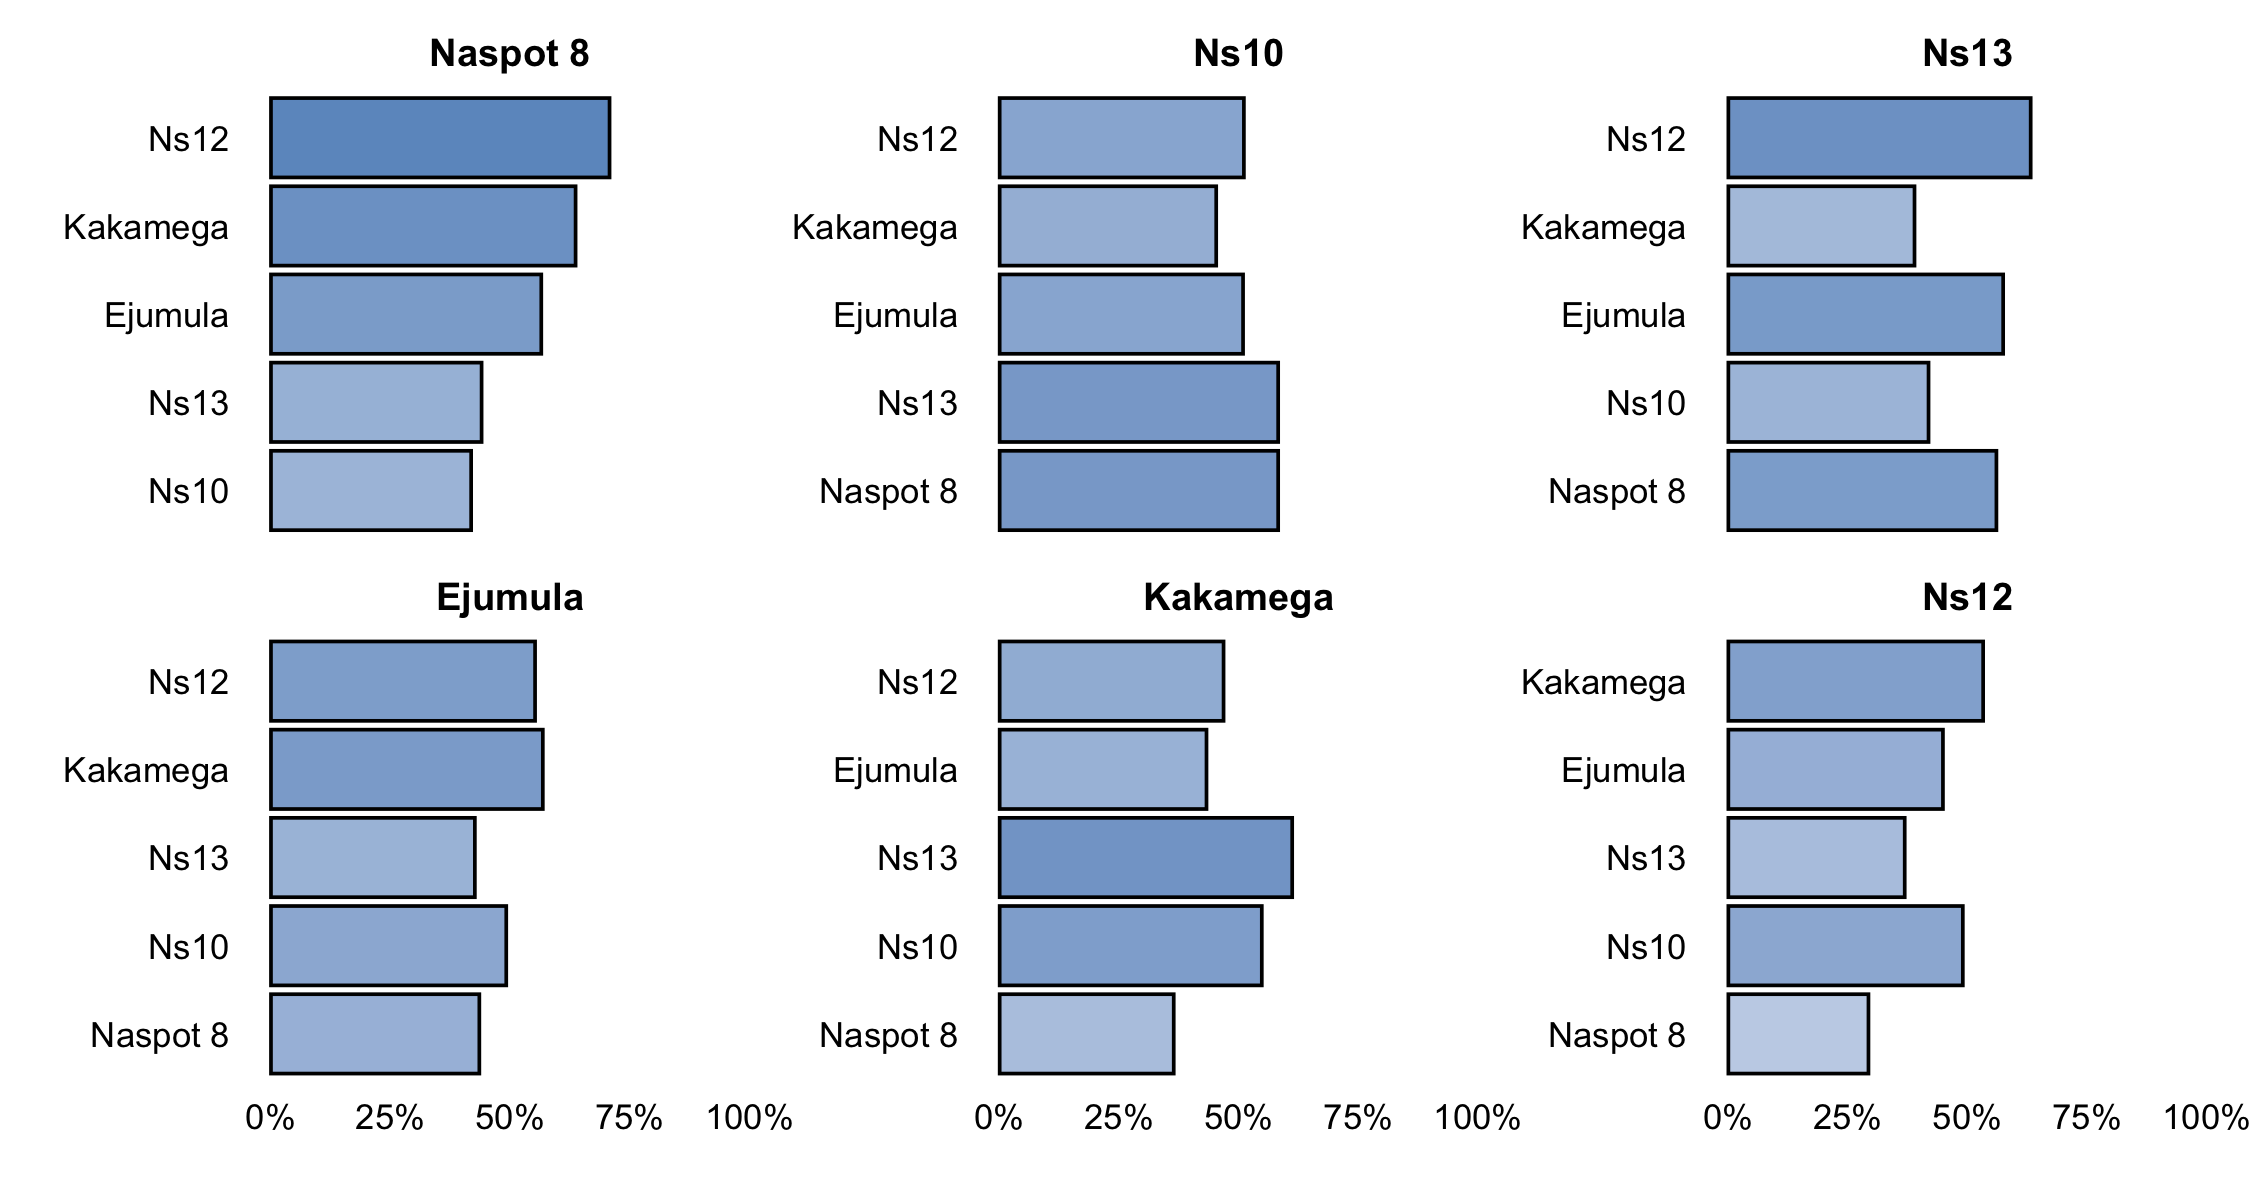 Naspot 8
Ns12
Kakamega
Ejumula
Ns13
Ns10
Ns10
Ns12
Kakamega
Ejumula
Ns13
Naspot 8
Ns13
Ns12
Kakamega
Ejumula
Ns10
Naspot 8
Ejumula
Ns12
Kakamega
Ns13
Ns10
Naspot 8
0% 25% 50% 75% 100%
Kakamega
Ns12
Ejumula
Ns13
Ns10
Naspot 8
0% 25% 50% 75% 100%
Ns12
Kakamega
Ejumula
Ns13
Ns10
Naspot 8
0% 25% 50% 75% 100%